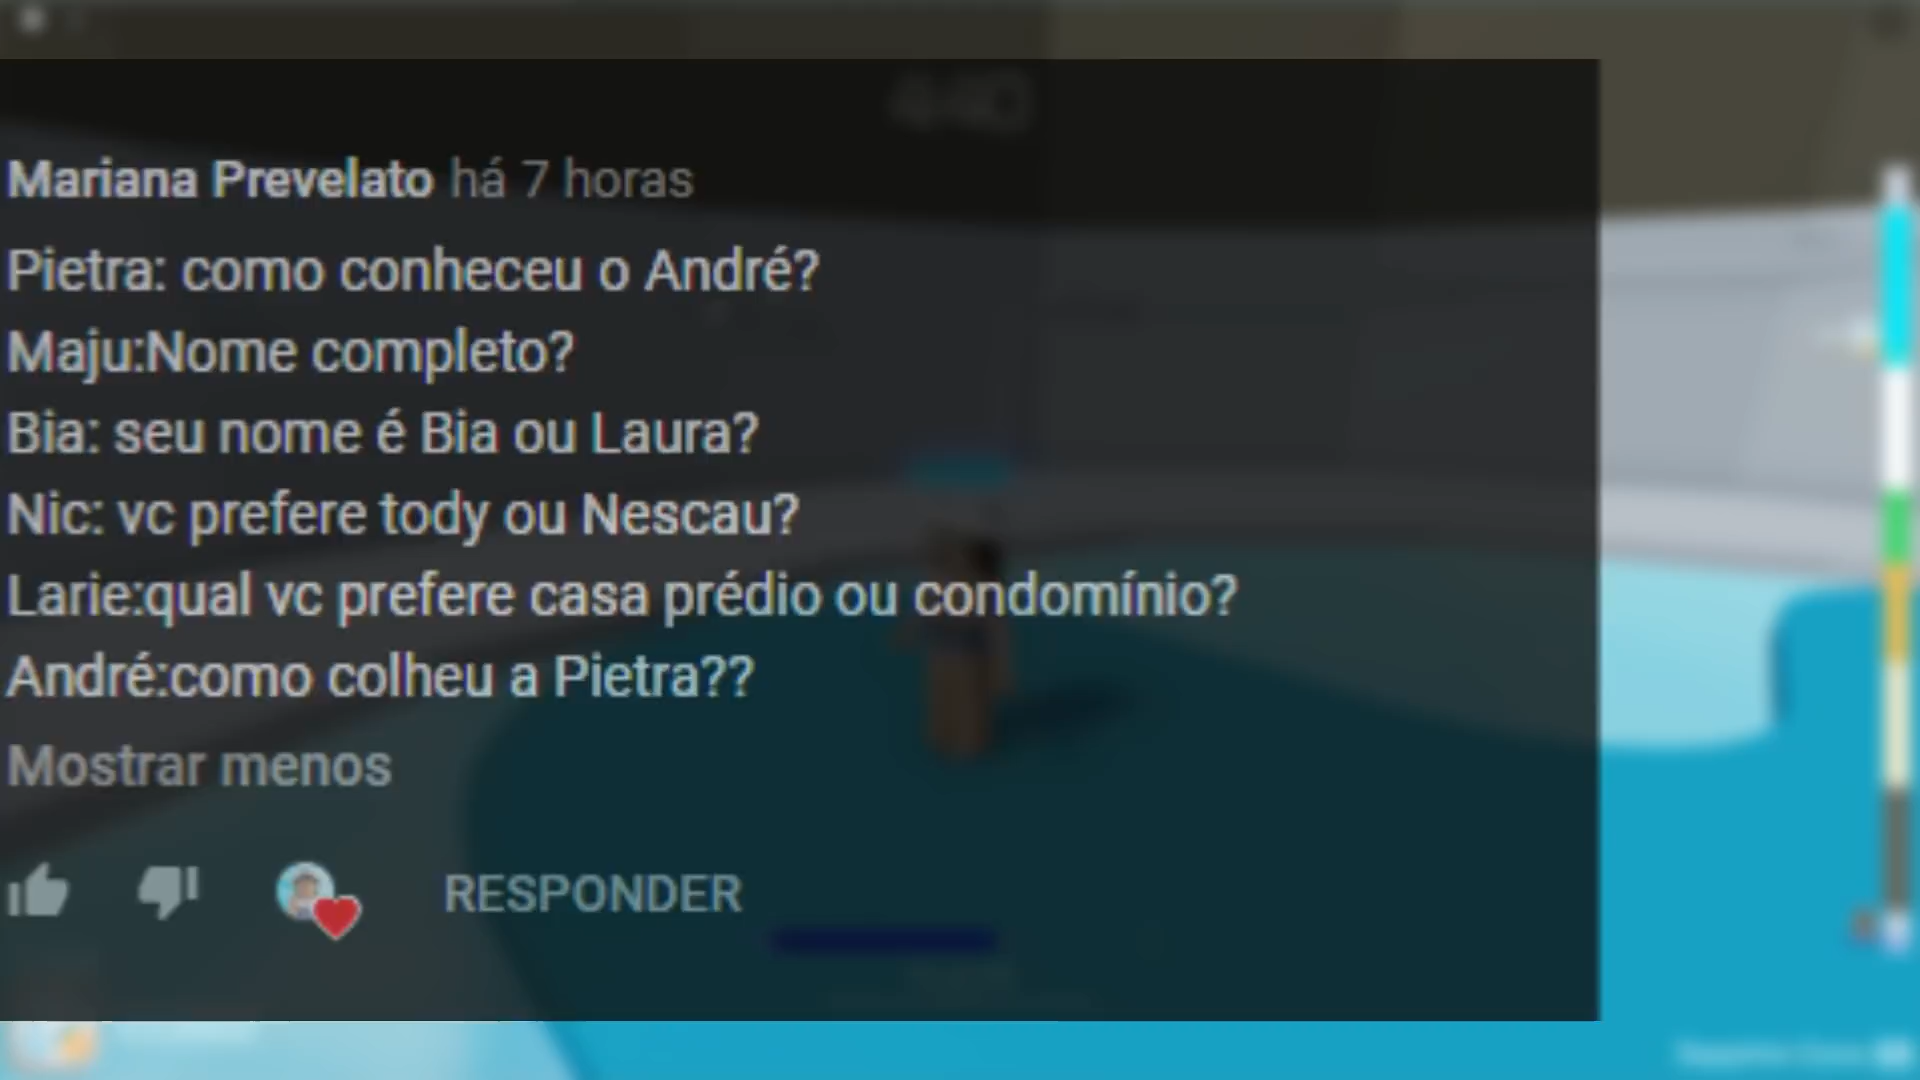 440
Mariana Prevelato há 7 horas
Pietra: como conheceu o André?
Maju:Nome completo?
Bia: seu nome é Bia ou Laura?
Nic: vc prefere tody ou Nescau?
Larie:qual vc prefere casa prédio ou condomínio?
André:como colheu a Pietra??
Mostrar menos
RESPONDER